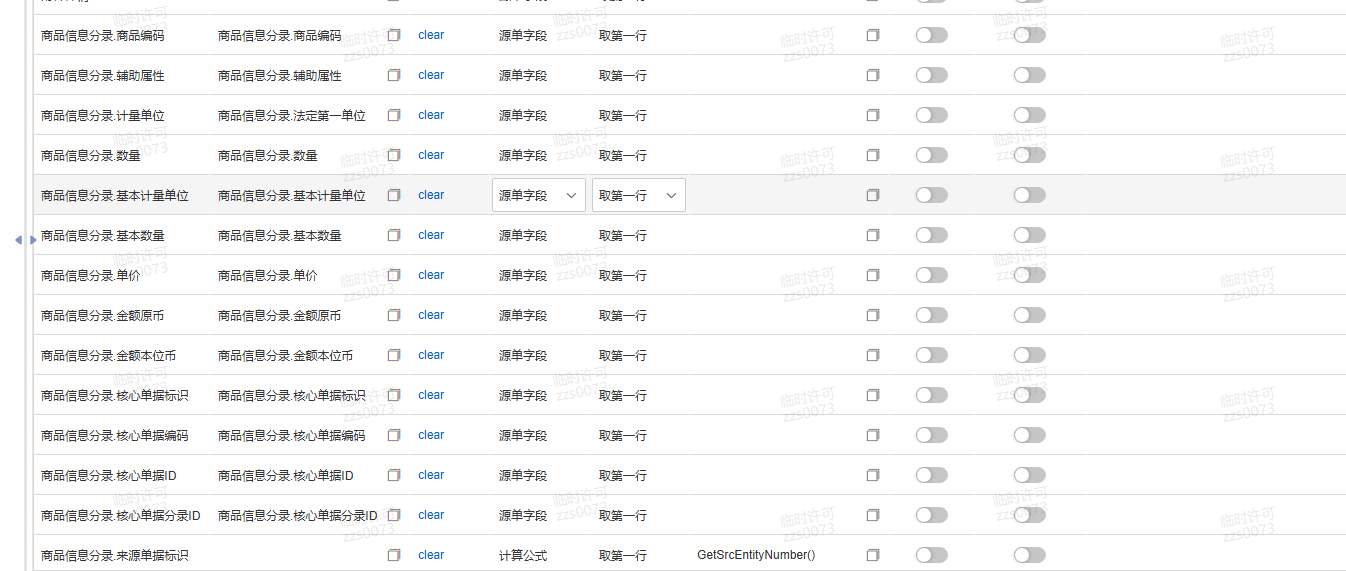 商品信息分录.商品编码 商品信息分录.商品编码 clear 源单字段 取第一行
商品信息分录.辅助属性 商品信息分录.辅助属性 clear 源单字段 取第一行
商品信息分录.计量单位 商品信息分录.法定第一单位 clear 源单字段 取第一行
商品信息分录.数量 商品信息分录.数量 clear 源单字段 取第一行
商品信息分录.基本计量单位 商品信息分录.基本计量单位 clear 源单字段 取第一行
商品信息分录.基本数量 商品信息分录.基本数量 clear 源单字段 取第一行
商品信息分录.单价 商品信息分录.单价 clear 源单字段 取第一行
商品信息分录.金额原币 商品信息分录.金额原币 clear 源单字段 取第一行
商品信息分录.金额本位币 商品信息分录.金额本位币 clear 源单字段 取第一行
商品信息分录.核心单据标识 商品信息分录.核心单据标识 clear 源单字段 取第一行
商品信息分录.核心单据编码 商品信息分录.核心单据编码 clear 源单字段 取第一行
商品信息分录.核心单据ID 商品信息分录.核心单据ID clear 源单字段 取第一行
商品信息分录.核心单据分录ID 商品信息分录.核心单据分录ID clear 源单字段 取第一行
商品信息分录.来源单据标识 clear 计算公式 取第一行 GetSrcEntityNumber()
临时许可
zzs0073